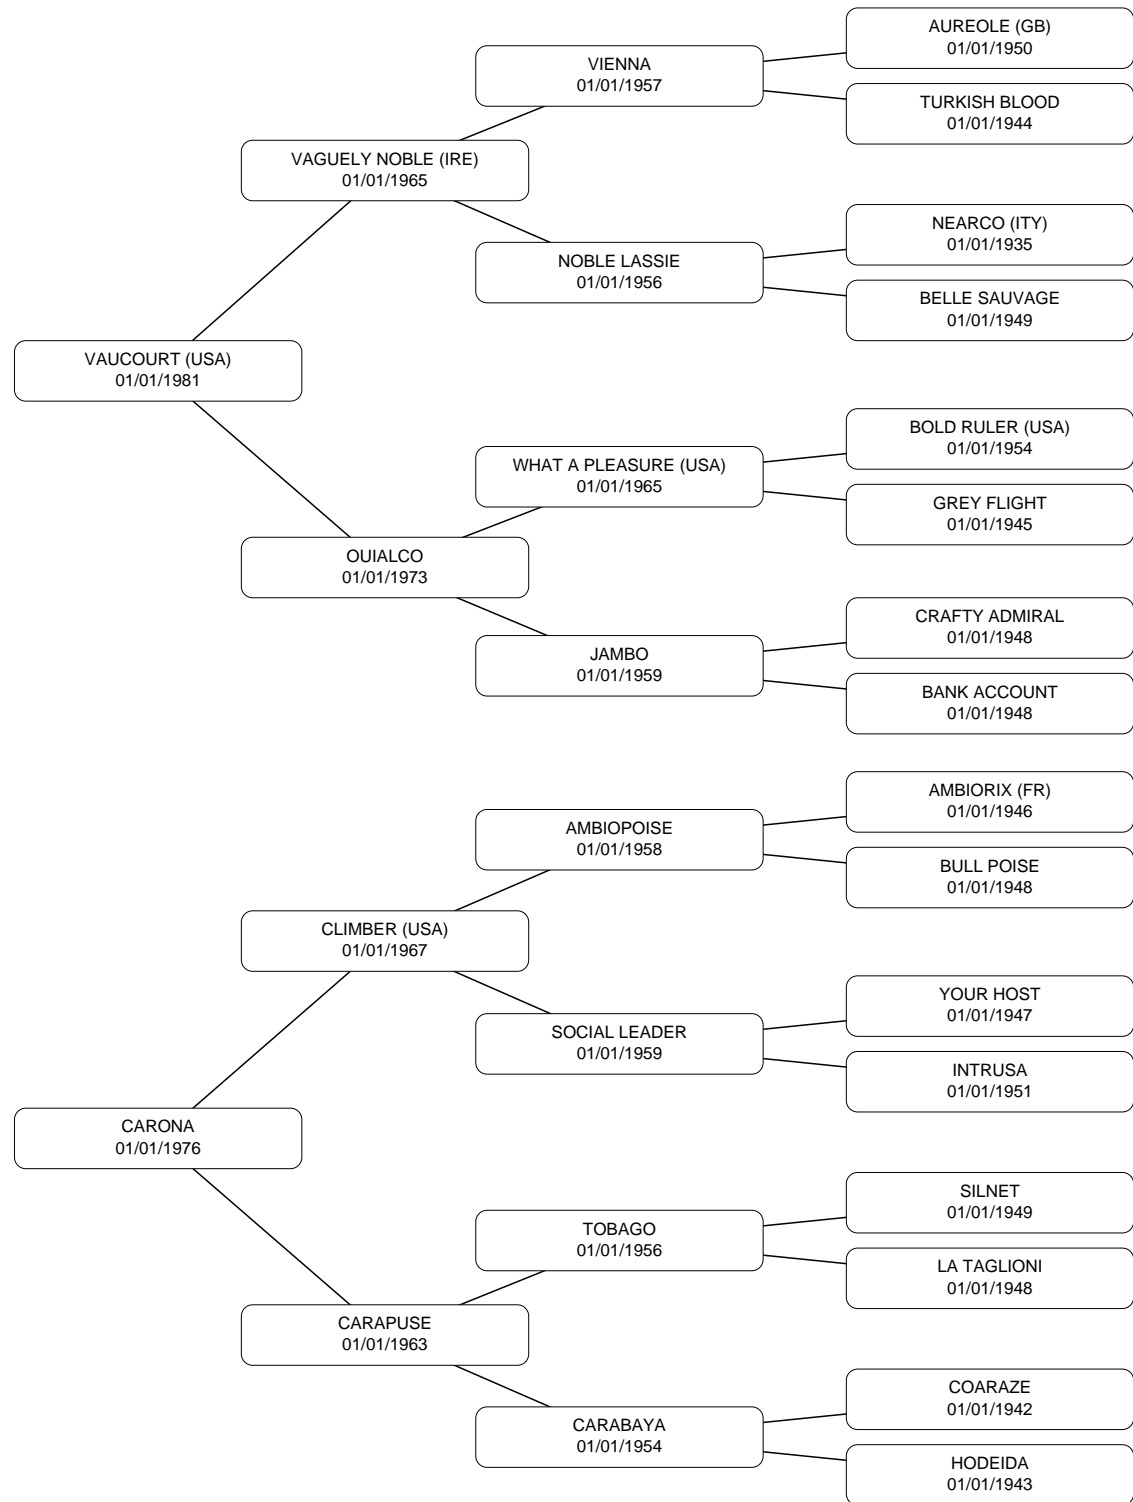 AUREOLE (GB)
01/01/1950
VIENNA
01/01/1957
TURKISH BLOOD
01/01/1944
VAGUELY NOBLE (IRE)
01/01/1965
NEARCO (ITY)
01/01/1935
NOBLE LASSIE
01/01/1956
BELLE SAUVAGE
01/01/1949
VAUCOURT (USA)
01/01/1981
BOLD RULER (USA)
01/01/1954
WHAT A PLEASURE (USA)
01/01/1965
GREY FLIGHT
01/01/1945
OUIALCO
01/01/1973
CRAFTY ADMIRAL
01/01/1948
JAMBO
01/01/1959
BANK ACCOUNT
01/01/1948
AMBIORIX (FR)
01/01/1946
AMBIOPOISE
01/01/1958
BULL POISE
01/01/1948
CLIMBER (USA)
01/01/1967
YOUR HOST
01/01/1947
SOCIAL LEADER
01/01/1959
INTRUSA
01/01/1951
CARONA
01/01/1976
SILNET
01/01/1949
TOBAGO
01/01/1956
LA TAGLIONI
01/01/1948
CARAPUSE
01/01/1963
COARAZE
01/01/1942
CARABAYA
01/01/1954
HODEIDA
01/01/1943